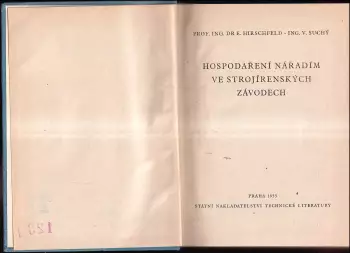 PROF. ING. DR E. HIRSCHFELD - ING. V. SUCHÝ
HOSPODAŘENÍ NÁŘADÍM
VE STROJÍRENSKÝCH
ZÁVODECH
PRAHA 1955
STÁTNÍ NAKLADATELSTVÍ TECHNICKÉ LITERATURY